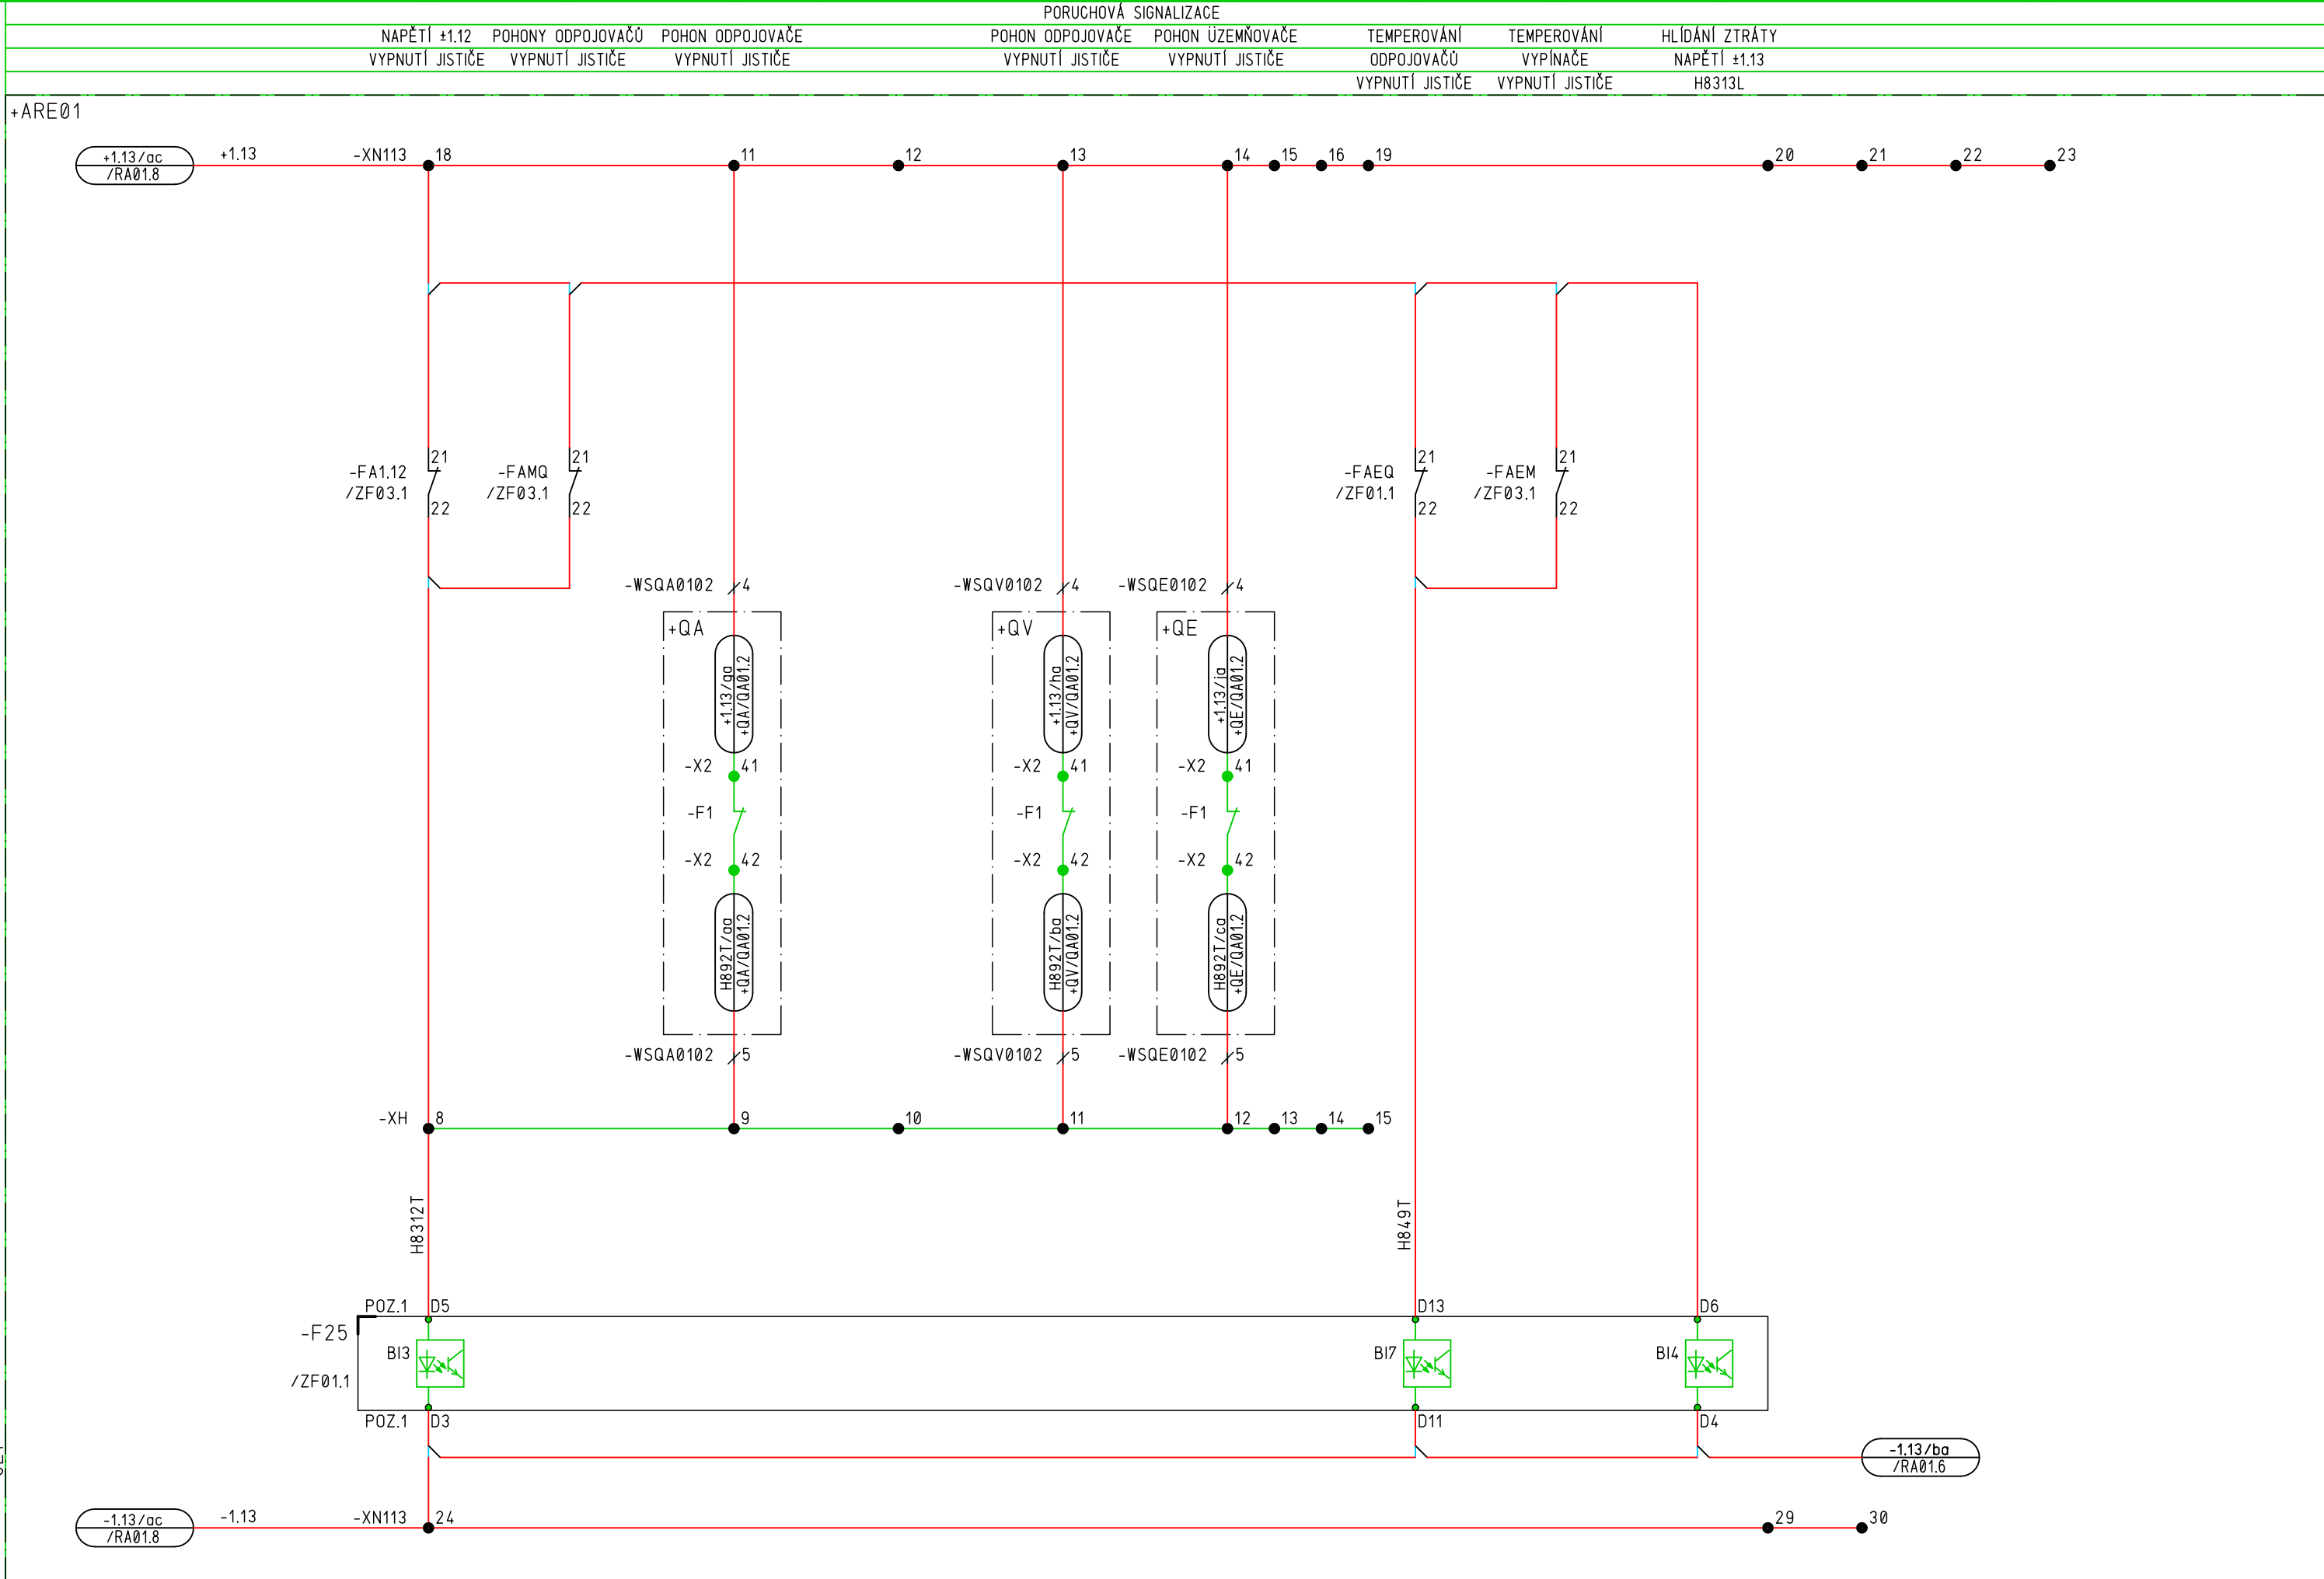 PORUCHOVÁ SIGNALIZACE
NAPĚTÍ ±1.12 POHONY ODPOJOVAČŮ POHON ODPOJOVAČE POHON ODPOJOVAČE POHON ÜZEMŇOVAČE TEMPEROVÁNÍ TEMPEROVÁNÍ HLÍDÁNÍ ZTRÁTY
VYPNUTÍ JISTIČE VYPNUTÍ JISTIČE VYPNUTÍ JISTIČE VYPNUTÍ JISTIČE VYPNUTÍ JISTIČE ODPOJOVAČŮ VYPÍNAČE NAPĚTÍ ±1.13
VYPNUTÍ JISTIČE VYPNUTÍ JISTIČE H8313L
+ARE01
+1.13/ac +1.13 -XN113 18 11 12 13 14 15 16 19 20 21 22 23
/RA01.8
21 21 21 21
-FA1.12 -FAMQ -FAEQ -FAEM
/ZF03.1 /ZF03.1 /ZF01.1 /ZF03.1
22 22 22 22
-WSQA0102 4 -WSQV0102 4 -WSQE0102 4
+QA +QV +QE
+1.13/ga +1.13/ha +1.13/ia
+QA/QA01.2 +QV/QA01.2 +QE/QA01.2
-X2 41 -X2 41 -X2 41
-F1 -F1 -F1
-X2 42 -X2 42 -X2 42
H892T/aa H892T/ba H892T/ca
+QA/QA01.2 +QV/QA01.2 +QE/QA01.2
-WSQA0102 5 -WSQV0102 5 -WSQE0102 5
-XH 8 9 10 11 12 13 14 15
H8312T H849T
POZ.1 D5 D13 D6
-F25
BI3 BI7 BI4
/ZF01.1
POZ.1 D3 D11 D4
-1.13/ba
/RA01.6
-1.13/ac -1.13 -XN113 24 29 30
/RA01.8